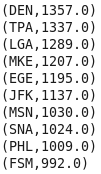 (DEN,1357.0)
(TPA,1337.0)
(LGA,1289.0)
(MKE,1207.0)
(EGE,1195.0)
(JFK,1137.0)
(MSN,1030.0)
(SNA,1024.0)
(PHL,1009.0)
(FSM,992.0)